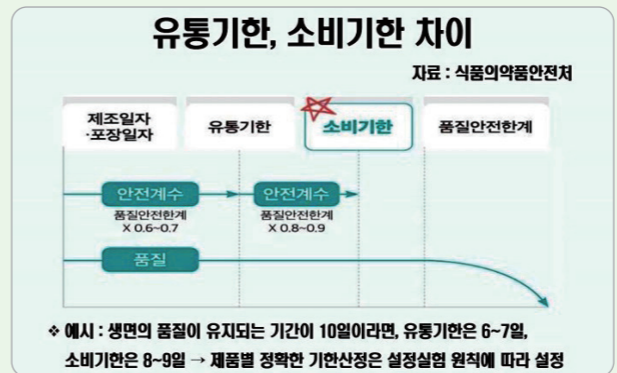 유통기한, 소비기한 차이
자료 : 식품의약품안전처
제조일자
·포장일자
유통기한
소비기한
품질안전한계
안전계수
안전계수
품질안전한계
X 0.6~0.7
품질안전한계
X 0.8~0.9
품질
❖ 예시 : 생면의 품질이 유지되는 기간이 10일이라면, 유통기한은 6~7일,
소비기한은 8~9일 → 제품별 정확한 기한산정은 설정실험 원칙에 따라 설정